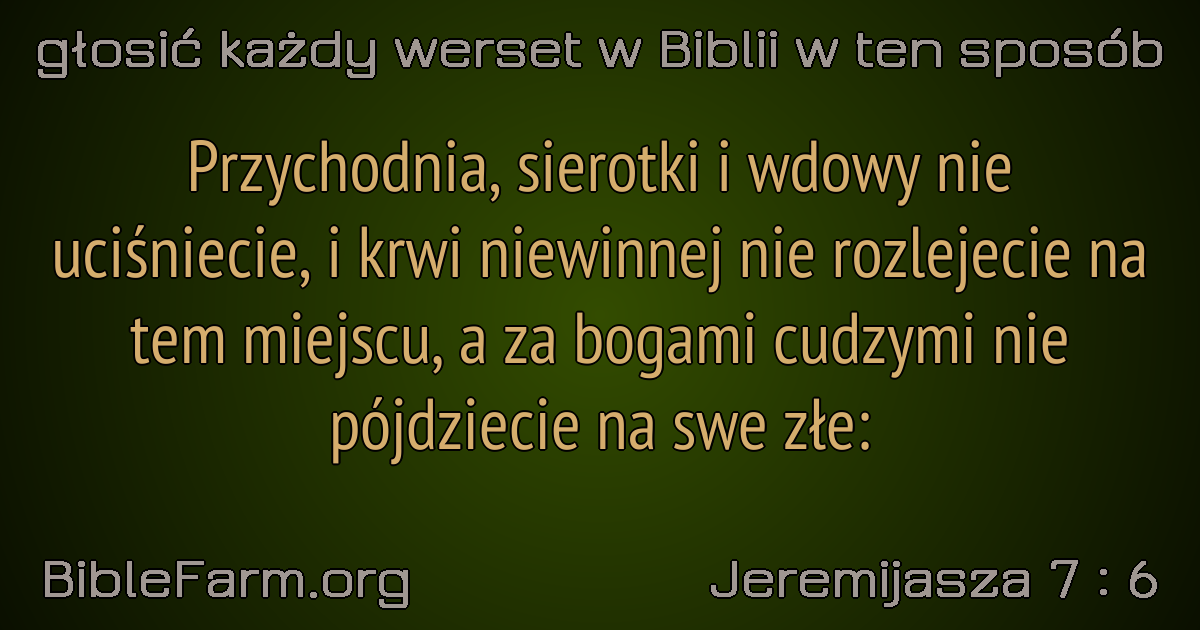 głosić każdy werset w Biblii w ten sposób
Przychodnia, sierotki i wdowy nie
uciśniecie, i krwi niewinnej nie rozlejecie na
tem miejscu, a za bogami cudzymi nie
pójdziecie na swe złe:
BibleFarm.org
Jeremijasza 7 : 6